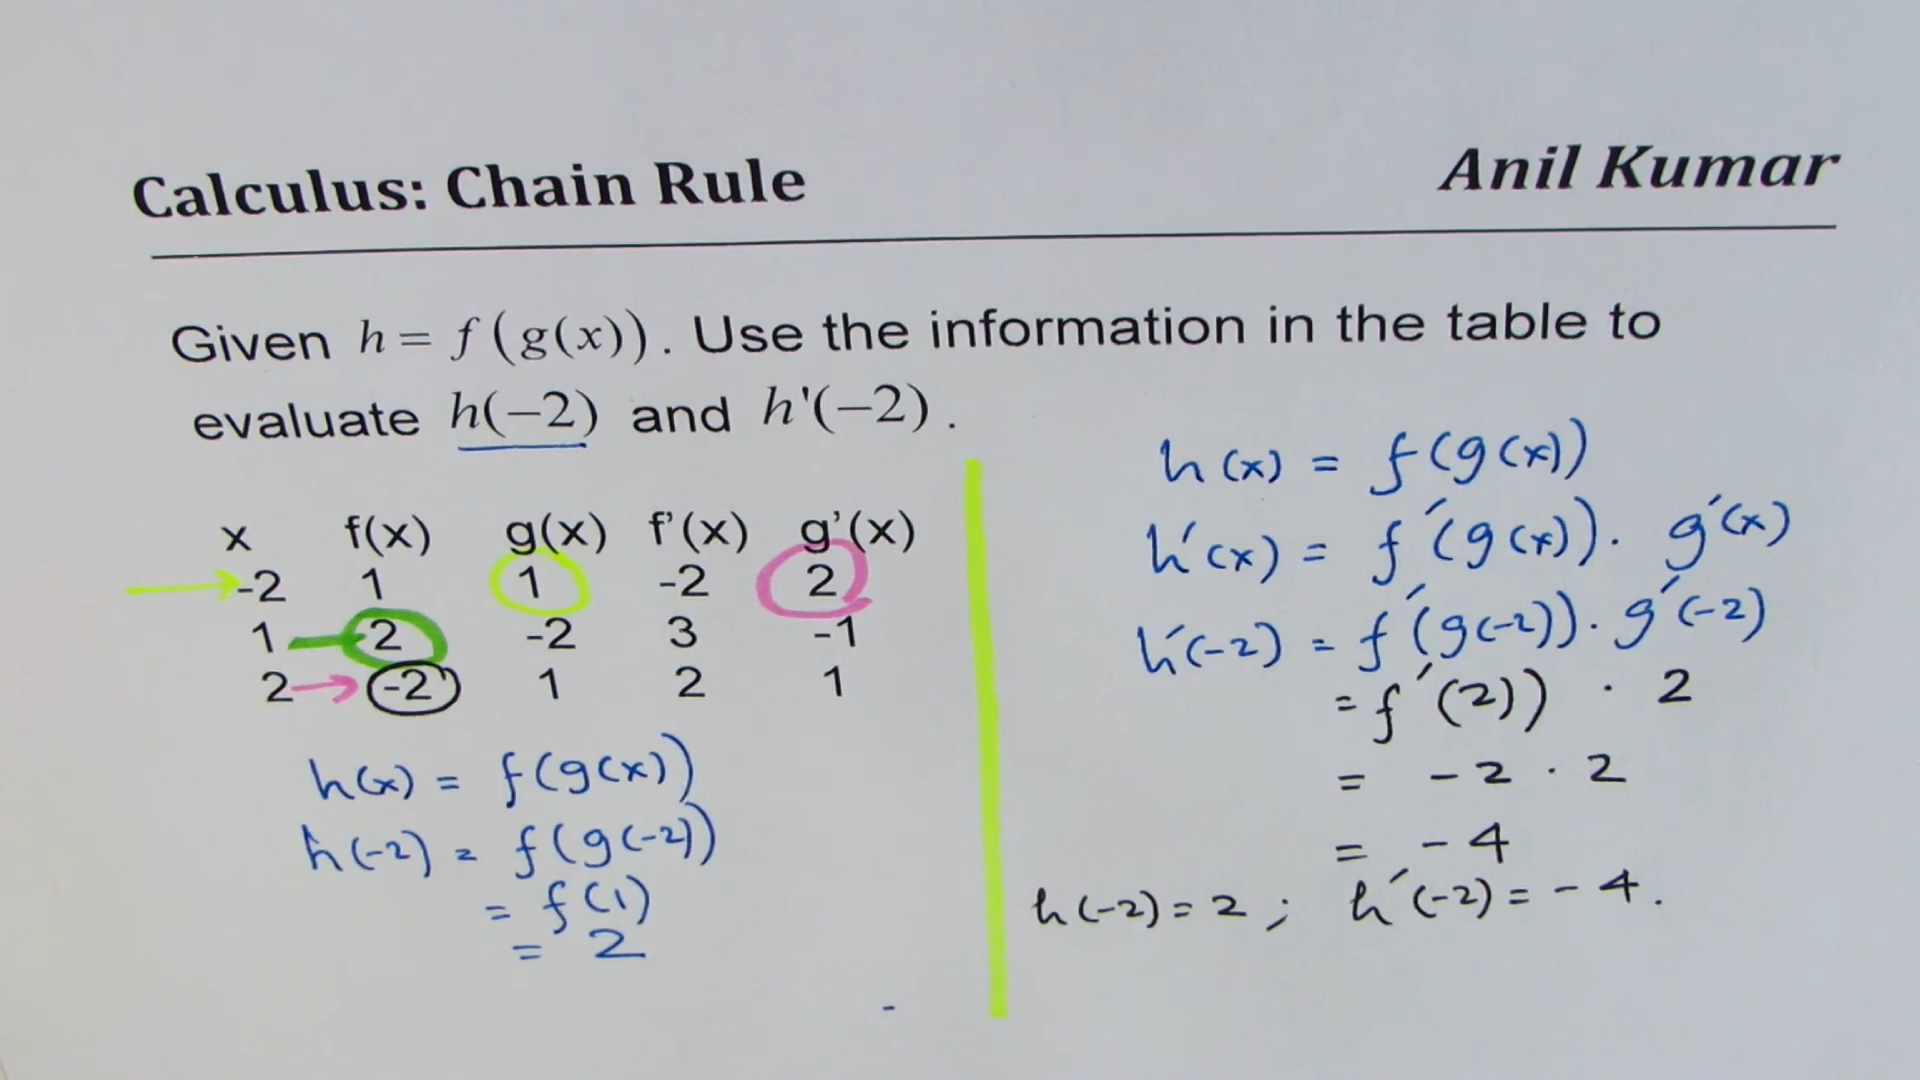 Calculus: Chain Rule
Anil Kumar
Given h = f(g(x)). Use the information in the table to
evaluate h(−2) and h'(−2).
x f(x) g(x) f'(x) g'(x)
-2 1 1 -2 2
1 2 -2 3 -1
2 -2 1 2 1
h(x) = f(g(x))
h(-2) = f(g(-2))
= f(1)
= 2
h(x) = f(g(x))
h'(x) = f'(g(x)). g'(x)
h'(-2) = f'(g(-2)). g'(-2)
= f'(2)) · 2
= -2 · 2
= -4
h(-2) = 2 ; h'(-2) = -4.